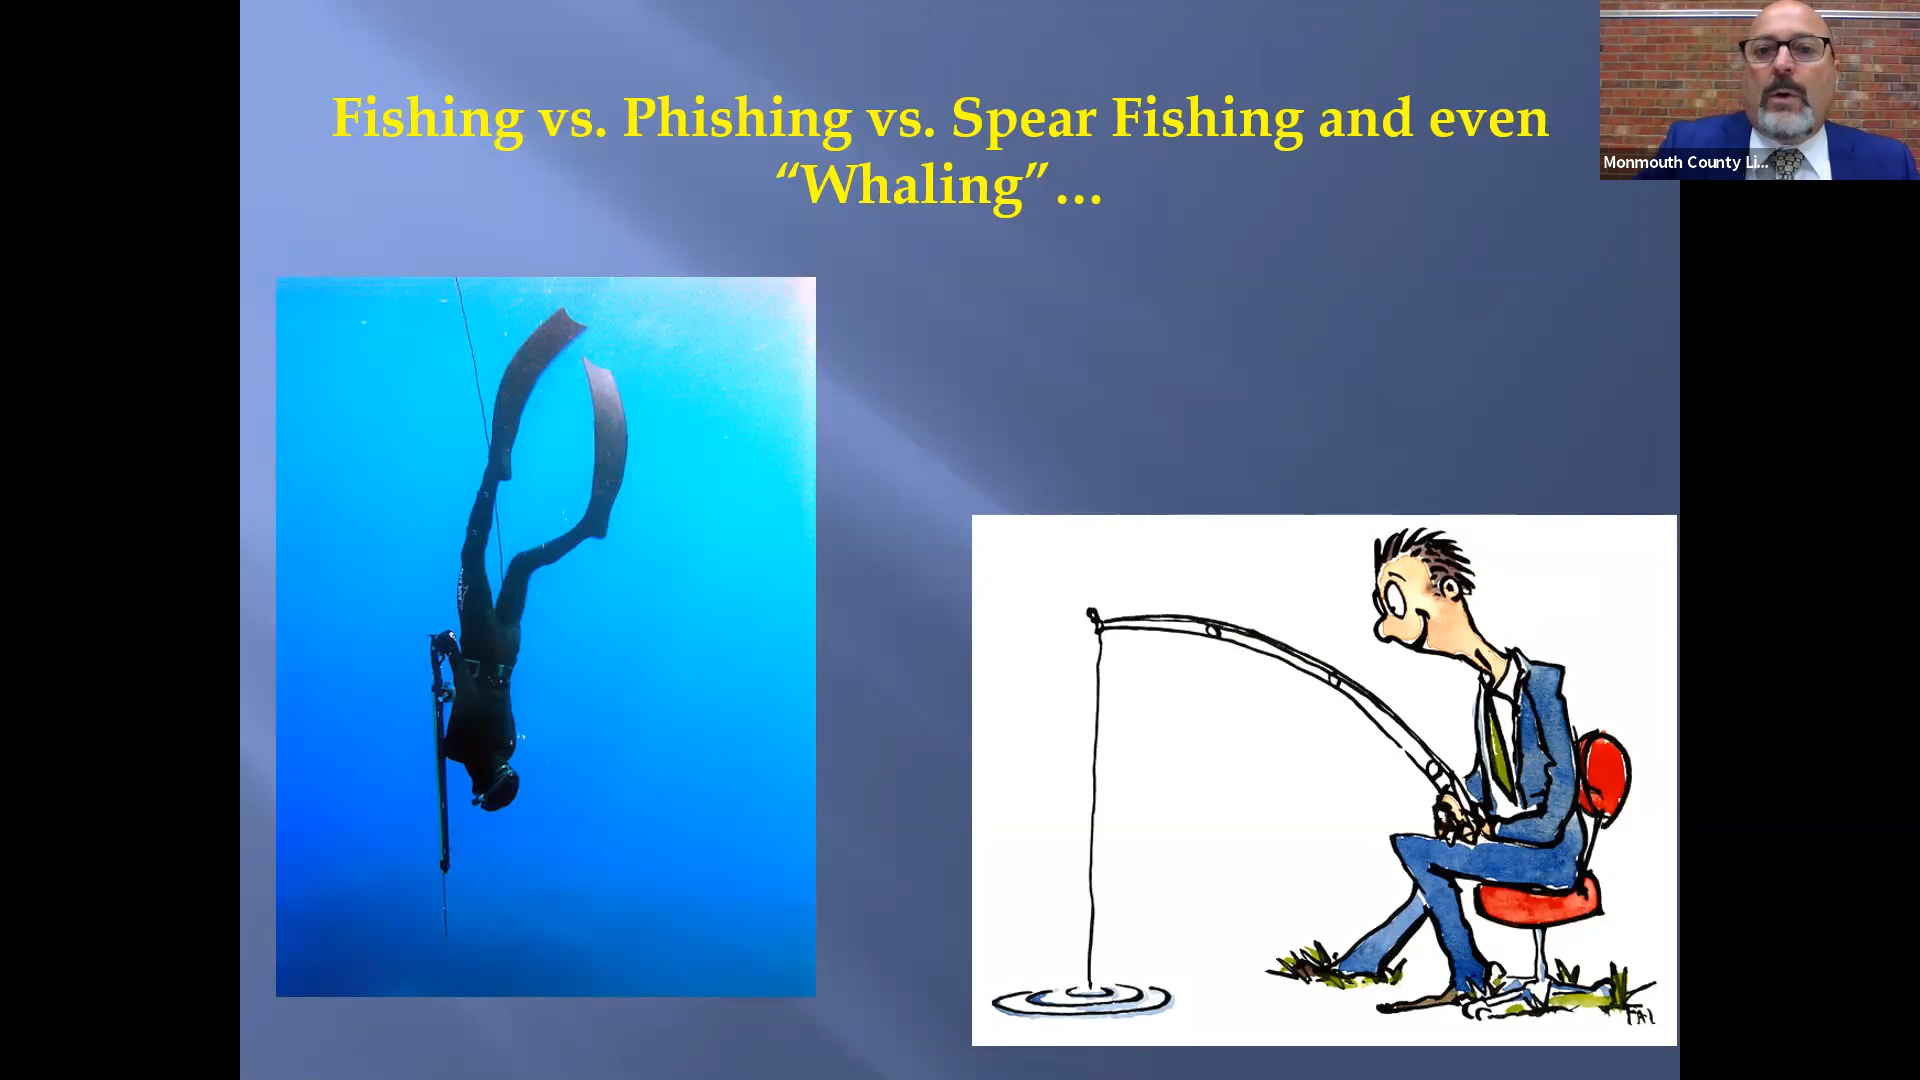 Fishing vs. Phishing vs. Spear Fishing and even
“Whaling”…
Monmouth County Li...